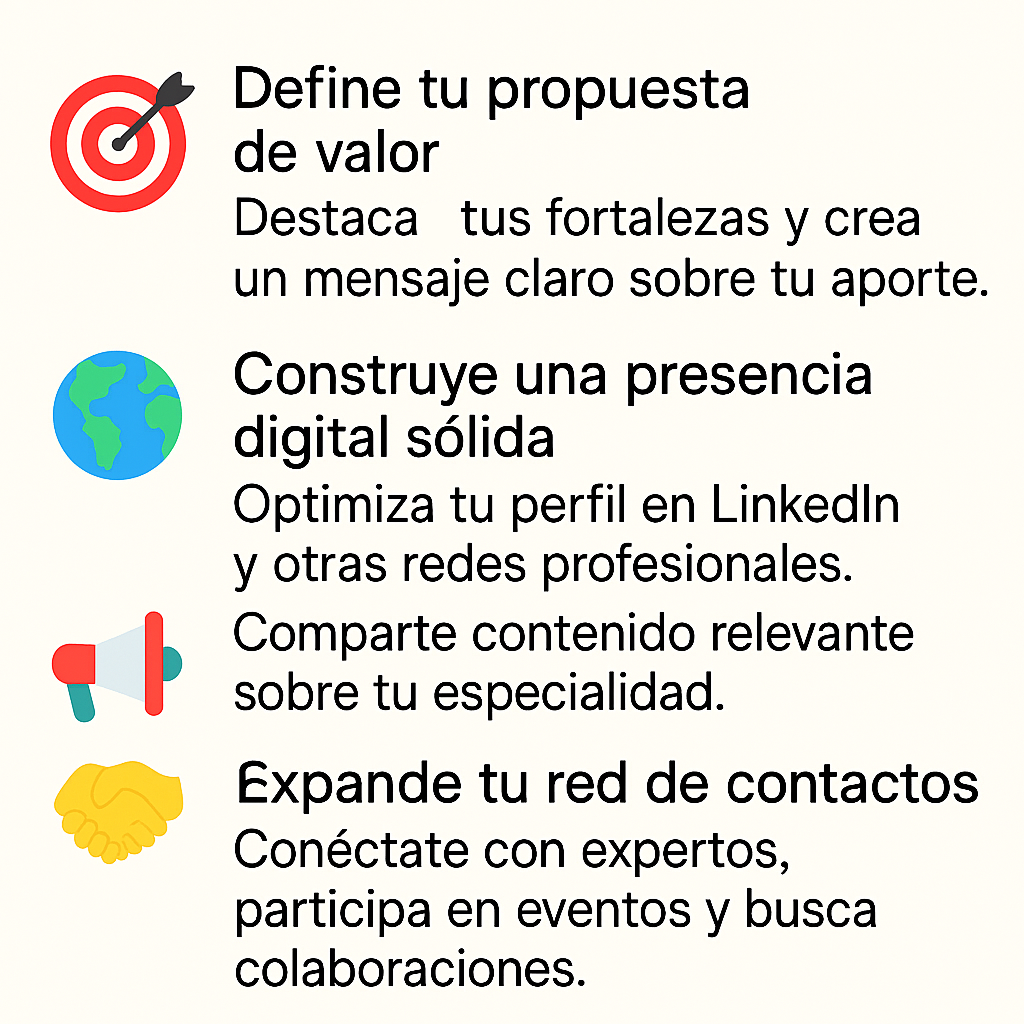 Define tu propuesta
de valor
Destaca tus fortalezas y crea
un mensaje claro sobre tu aporte.
Construye una presencia
digital sólida
Optimiza tu perfil en LinkedIn
y otras redes profesionales.
Comparte contenido relevante
sobre tu especialidad.
Expande tu red de contactos
Conéctate con expertos,
participa en eventos y busca
colaboraciones.